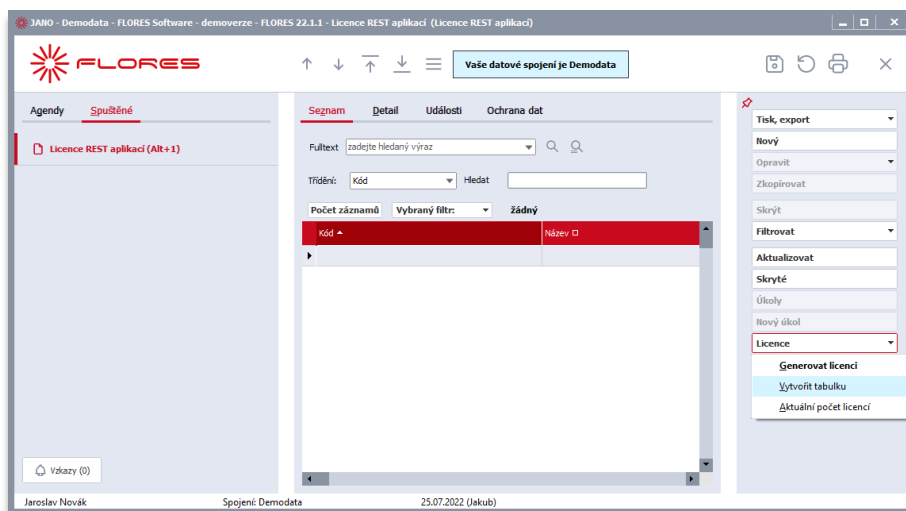 JANO - Demodata - FLORES Software - demoverze - FLORES 22.1.1 - Licence REST aplikací (Licence REST aplikací)
FLORES
Vaše datové spojení je Demodata
Agendy Spuštěné
Licence REST aplikací (Alt+1)
Vzkazy (0)
Seznam Detail Události Ochrana dat
Fulltext zadejte hledaný výraz
Třídění: Kód Hledat
Počet záznamů Vybraný filtr: žádný
Kód Název
Tisk, export
Nový
Opravit
Zkopírovat
Skrýt
Filtrovat
Aktualizovat
Skryté
Úkoly
Nový úkol
Licence
Generovat licenci
Vytvořit tabulku
Aktuální počet licencí
Jaroslav Novák Spojení: Demodata 25.07.2022 (Jakub)